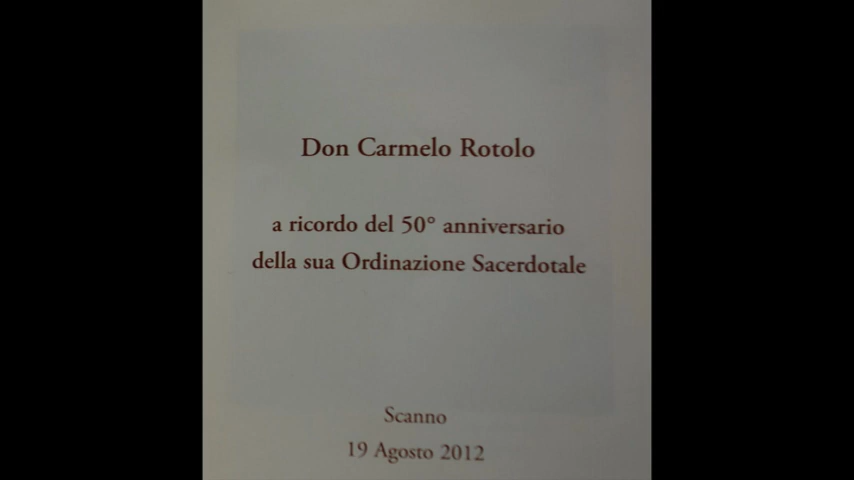 Don Carmelo Rotolo
a ricordo del 50° anniversario
della sua Ordinazione Sacerdotale
Scanno
19 Agosto 2012